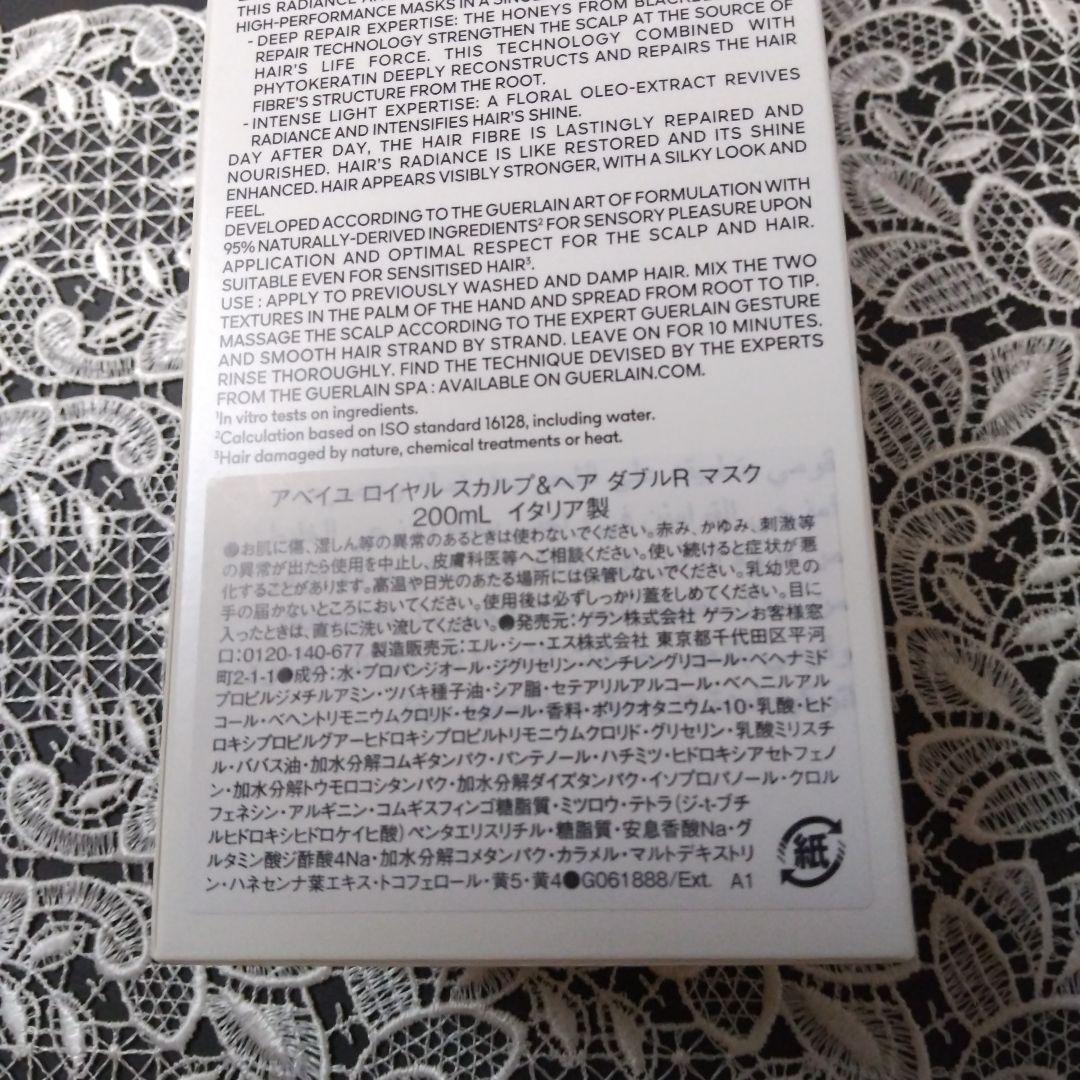 THIS RADIANCE
HIGH-PERFORMANCE MASKS IN A
- DEEP REPAIR EXPERTISE: THE HONEYS FROM
REPAIR TECHNOLOGY STRENGTHEN THE SCALP AT THE SOURCE OF
HAIR'S LIFE FORCE. THIS TECHNOLOGY COMBINED WITH
PHYTOKERATIN DEEPLY RECONSTRUCTS AND REPAIRS THE HAIR
FIBRE'S STRUCTURE FROM THE ROOT.
- INTENSE LIGHT EXPERTISE: A FLORAL OLEO-EXTRACT REVIVES
RADIANCE AND INTENSIFIES HAIR'S SHINE.
DAY AFTER DAY, THE HAIR FIBRE IS LASTINGLY REPAIRED AND
NOURISHED. HAIR'S RADIANCE IS LIKE RESTORED AND ITS SHINE
ENHANCED. HAIR APPEARS VISIBLY STRONGER, WITH A SILKY LOOK AND
FEEL.
DEVELOPED ACCORDING TO THE GUERLAIN ART OF FORMULATION WITH
95% NATURALLY-DERIVED INGREDIENTS² FOR SENSORY PLEASURE UPON
APPLICATION AND OPTIMAL RESPECT FOR THE SCALP AND HAIR.
SUITABLE EVEN FOR SENSITISED HAIR³.
USE : APPLY TO PREVIOUSLY WASHED AND DAMP HAIR. MIX THE TWO
TEXTURES IN THE PALM OF THE HAND AND SPREAD FROM ROOT TO TIP.
MASSAGE THE SCALP ACCORDING TO THE EXPERT GUERLAIN GESTURE
AND SMOOTH HAIR STRAND BY STRAND. LEAVE ON FOR 10 MINUTES.
RINSE THOROUGHLY. FIND THE TECHNIQUE DEVISED BY THE EXPERTS
FROM THE GUERLAIN SPA : AVAILABLE ON GUERLAIN.COM.
¹In vitro tests on ingredients.
²Calculation based on ISO standard 16128, including water.
³Hair damaged by nature, chemical treatments or heat.
アベイユ ロイヤル スカルプ&ヘア ダブルR マスク
200mL イタリア製
●お肌に傷、湿しん等の異常のあるときは使わないでください。赤み、かゆみ、刺激等
の異常が出たら使用を中止し、皮膚科医等へご相談ください。使い続けると症状が悪
化することがあります。高温や日光のあたる場所には保管しないでください。乳幼児の
手の届かないところにおいてください。使用後は必ずしっかり蓋をしめてください。目に
入ったときは、直ちに洗い流してください。●発売元:ゲラン株式会社 ゲランお客様窓
口:0120-140-677 製造販売元:エル・シー・エス株式会社 東京都千代田区平河
町2-1-1●成分:水・プロパンジオール・ジグリセリン・ペンチレングリコール・ベヘナミド
プロピルジメチルアミン・ツバキ種子油・シア脂・セテアリルアルコール・ベヘニルアル
コール・ベヘントリモニウムクロリド・セタノール・香料・ポリクオタニウム-10・乳酸・ヒド
ロキシプロピルグアーヒドロキシプロピルトリモニウムクロリド・グリセリン・乳酸ミリスチ
ル・ババス油・加水分解コムギタンパク・パンテノール・ハチミツ・ヒドロキシアセトフェノ
ン・加水分解トウモロコシタンパク・加水分解ダイズタンパク・イソプロパノール・クロル
フェネシン・アルギニン・コムギスフィンゴ糖脂質・ミツロウ・テトラ(ジ-t-ブチ
ルヒドロキシヒドロケイヒ酸)ペンタエリスリチル・糖脂質・安息香酸Na・グ
ルタミン酸ジ酢酸4Na・加水分解コメタンパク・カラメル・マルトデキストリ
ン・ハネセンナ葉エキス・トコフェロール・黄5・黄4●G061888/Ext. A1
紙